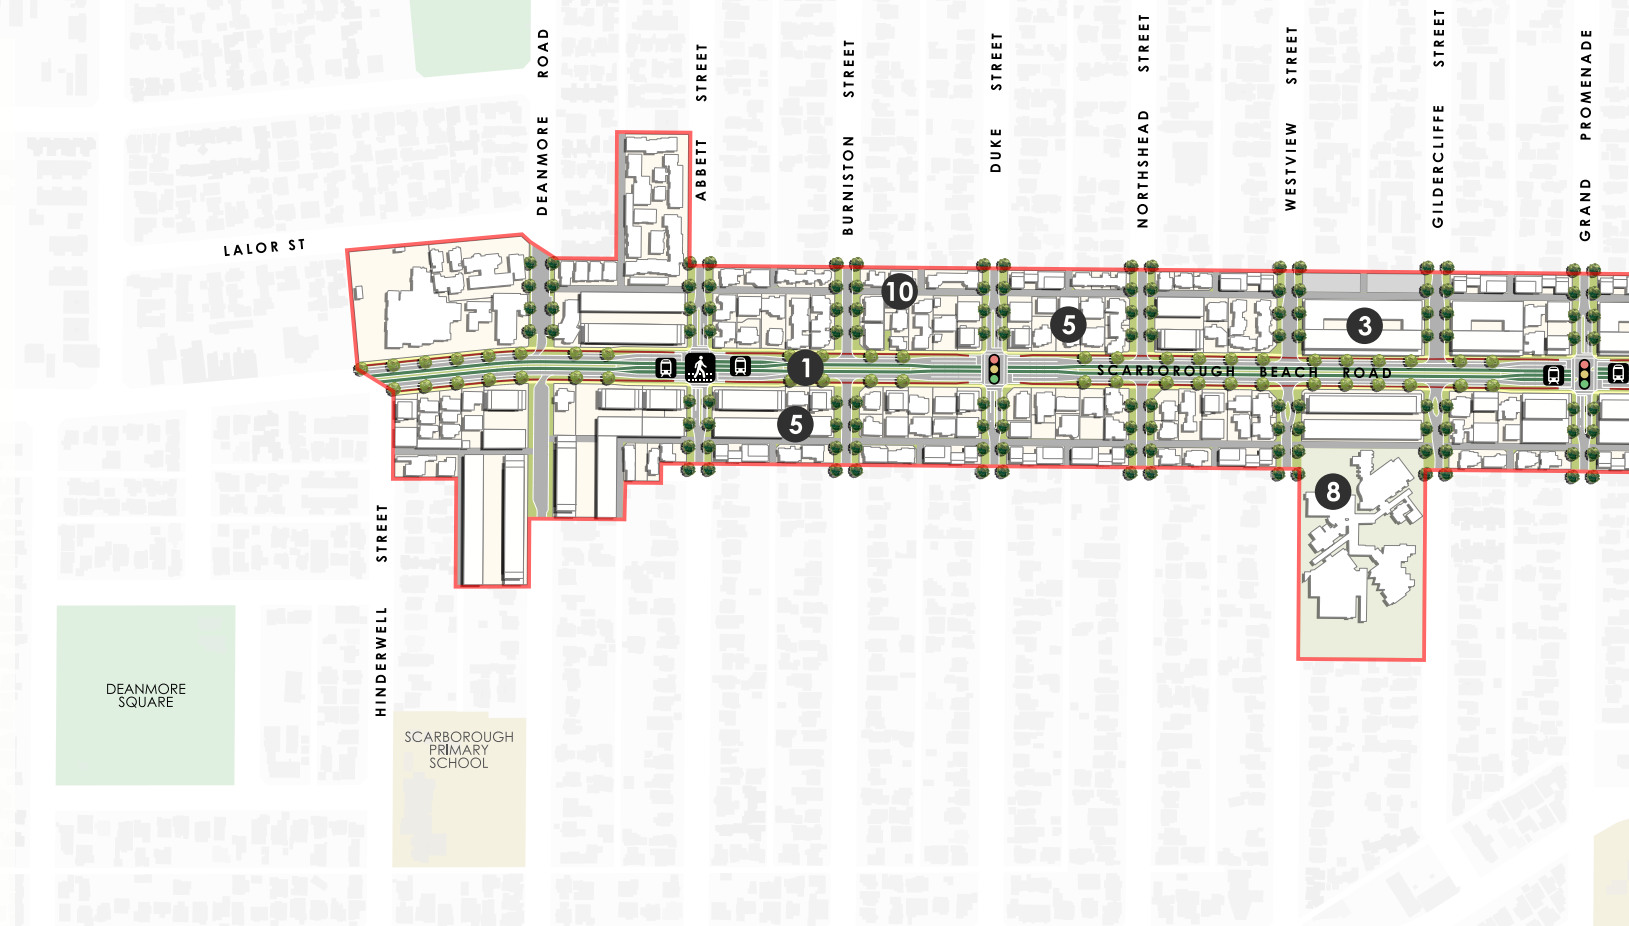 DEANMORE ROAD
ABBETT STREET
BURNISTON STREET
DUKE STREET
NORTHSHEAD STREET
WESTVIEW STREET
GILDERCLIFFE STREET
GRAND PROMENADE
LALOR ST
10
5
3
1
SCARBOROUGH BEACH ROAD
5
8
HINDERWELL STREET
DEANMORE
SQUARE
SCARBOROUGH
PRIMARY
SCHOOL